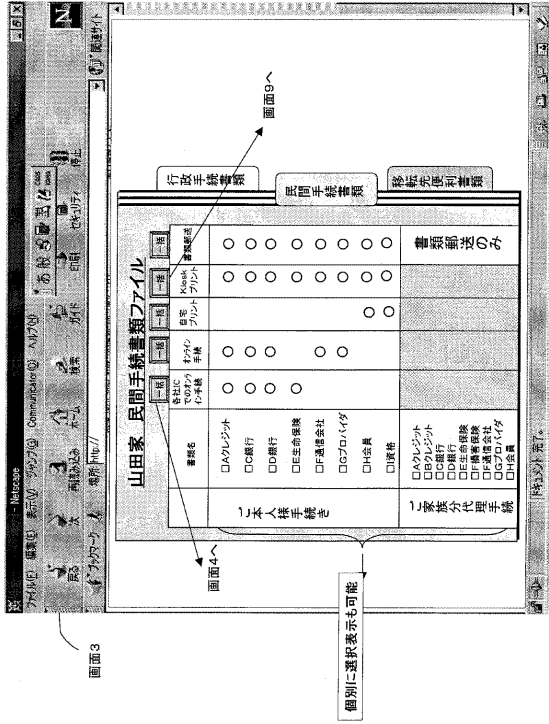 画面3
- Netscape
ファイル(F) 編集(E) 表示(V) ジャンプ(G) Communicator(C) ヘルプ(H)
戻る 次 再読み込み ホーム 検索 ガイド 印刷 セキュリティ 停止
ブックマーク 場所: http:// 関連サイト
山田家 民間手続書類ファイル
一括 一括 一括 一括 一括
書類名 各社ICでのオンライン手続 オンライン手続 自宅プリント Kioskプリント 書類郵送
ご本人様手続き
□Aクレジット ○ ○ ○ ○
□C銀行 ○ ○ ○ ○
□D銀行 ○ ○ ○ ○
□E生命保険 ○ ○ ○
□F通信会社 ○ ○ ○
□Gプロバイダ ○ ○ ○
□H会員 ○ ○ ○
□I資格 ○ ○ ○
ご家族分代理手続
□Aクレジット
□Bクレジット
□C銀行
□D銀行
□E生命保険
□E損害保険
□F通信会社
□Gプロバイダ
□H会員
書類郵送のみ
行政手続書類
民間手続書類
移転先便利書類
画面4へ
画面9へ
個別に選択表示も可能
ドキュメント: 完了。